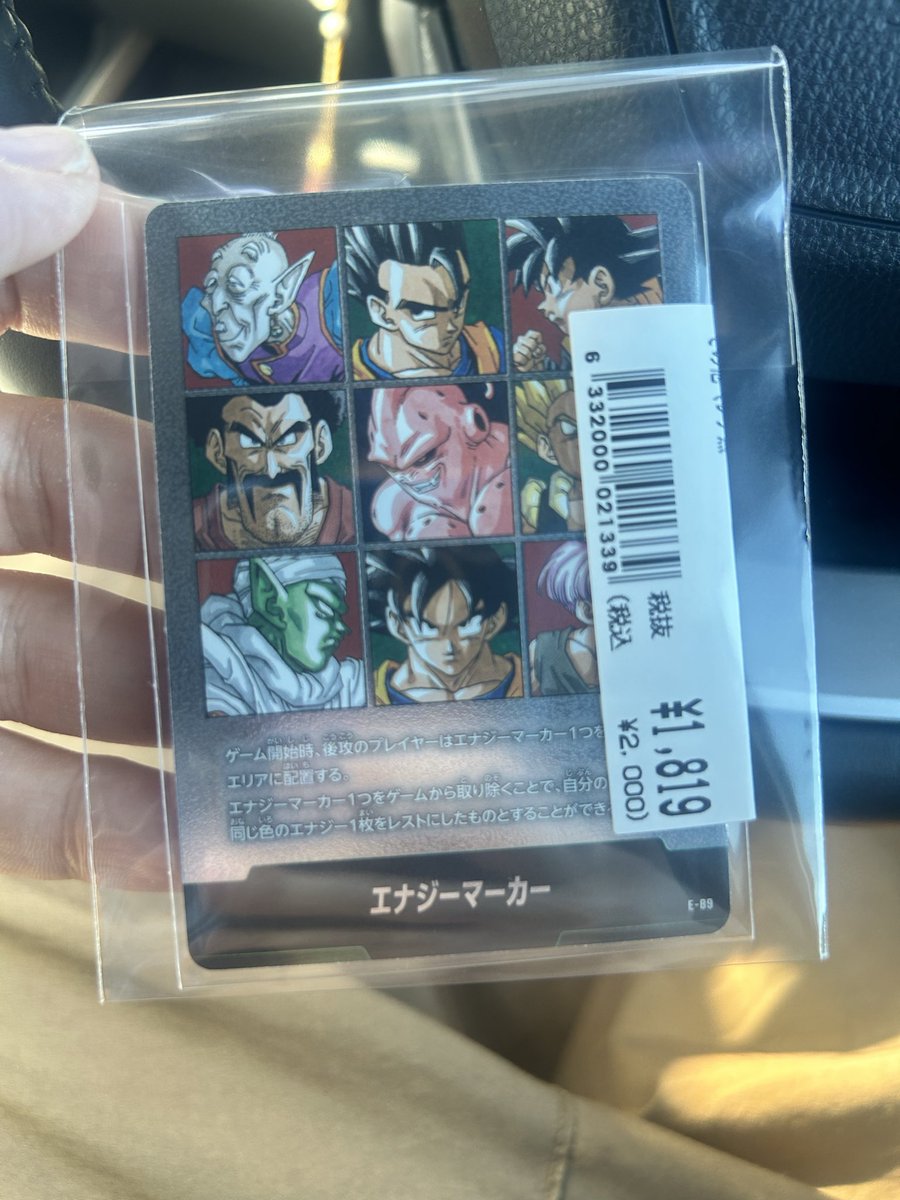 ゲーム開始時、後攻のプレイヤーはエナジーマーカー1つを
エリアに配置する。
エナジーマーカー1つをゲームから取り除くことで、自分の
同じ色のエナジー1枚をレストにしたものとすることができ
エナジーマーカー
E-89
6 332000 021339
税抜 ¥1,819
(税込 ¥2,000)